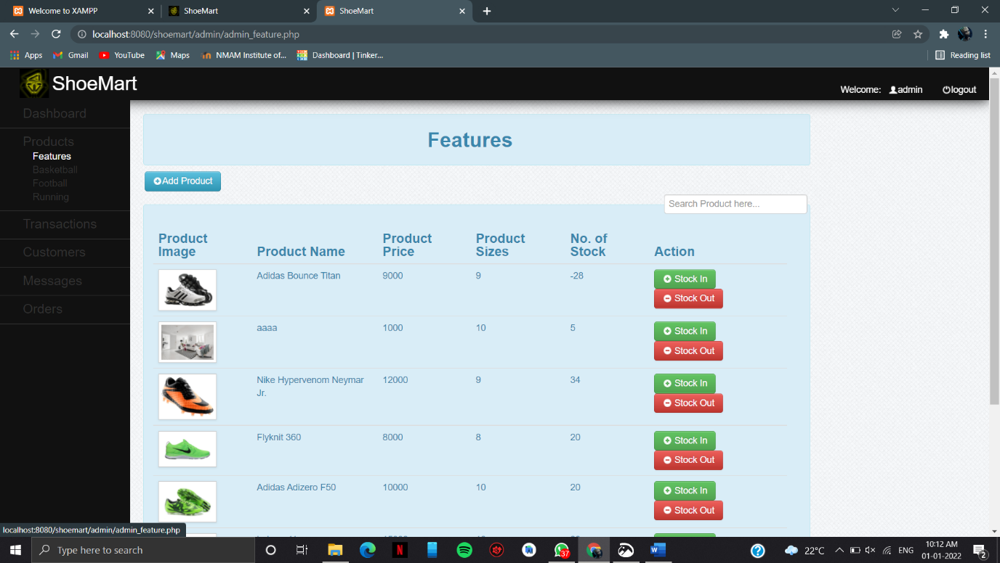 Welcome to XAMPP
ShoeMart
ShoeMart
localhost:8080/shoemart/admin/admin_feature.php
Apps
Gmail
YouTube
Maps
NMAM Institute of...
Dashboard | Tinker...
Reading list
ShoeMart
Welcome: admin logout
Dashboard
Products
Features
Basketball
Football
Running
Transactions
Customers
Messages
Orders
Features
Add Product
Search Product here...
Product Image
Product Name
Product Price
Product Sizes
No. of Stock
Action
Adidas Bounce Titan 9000 9 -28 Stock In
Stock Out
aaaa 1000 10 5 Stock In
Stock Out
Nike Hypervenom Neymar 12000 9 34 Stock In
Jr. Stock Out
Flyknit 360 8000 8 20 Stock In
Stock Out
Adidas Adizero F50 10000 10 20 Stock In
Stock Out
localhost:8080/shoemart/admin/admin_feature.php
Type here to search
37
22°C
ENG
10:12 AM
01-01-2022
2